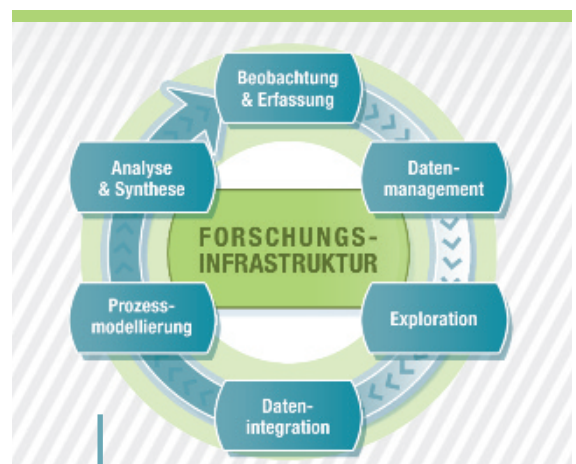 Beobachtung
& Erfassung
Daten-
management
Exploration
Daten-
integration
Prozess-
modellierung
Analyse
& Synthese
FORSCHUNGS-
INFRASTRUKTUR